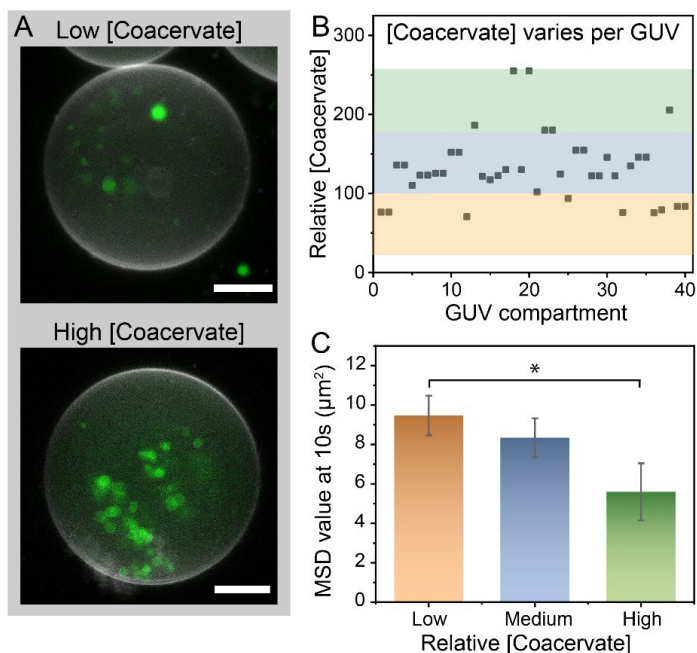 A
Low [Coacervate]
High [Coacervate]
B
[Coacervate] varies per GUV
Relative [Coacervate]
300
200
100
0
0
10
20
30
40
GUV compartment
C
MSD value at 10s (µm²)
12
10
8
6
4
2
0
*
Low
Medium
High
Relative [Coacervate]